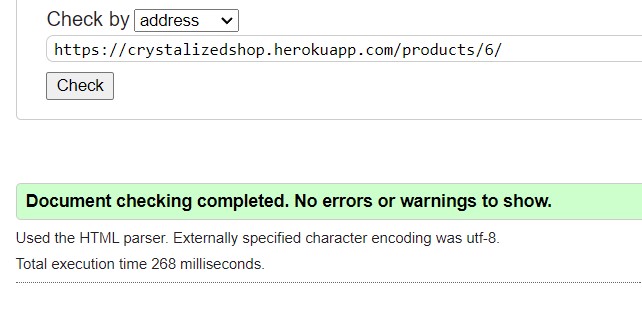 Check by address
https://crystalizedshop.herokuapp.com/products/6/
Check
Document checking completed. No errors or warnings to show.
Used the HTML parser. Externally specified character encoding was utf-8.
Total execution time 268 milliseconds.